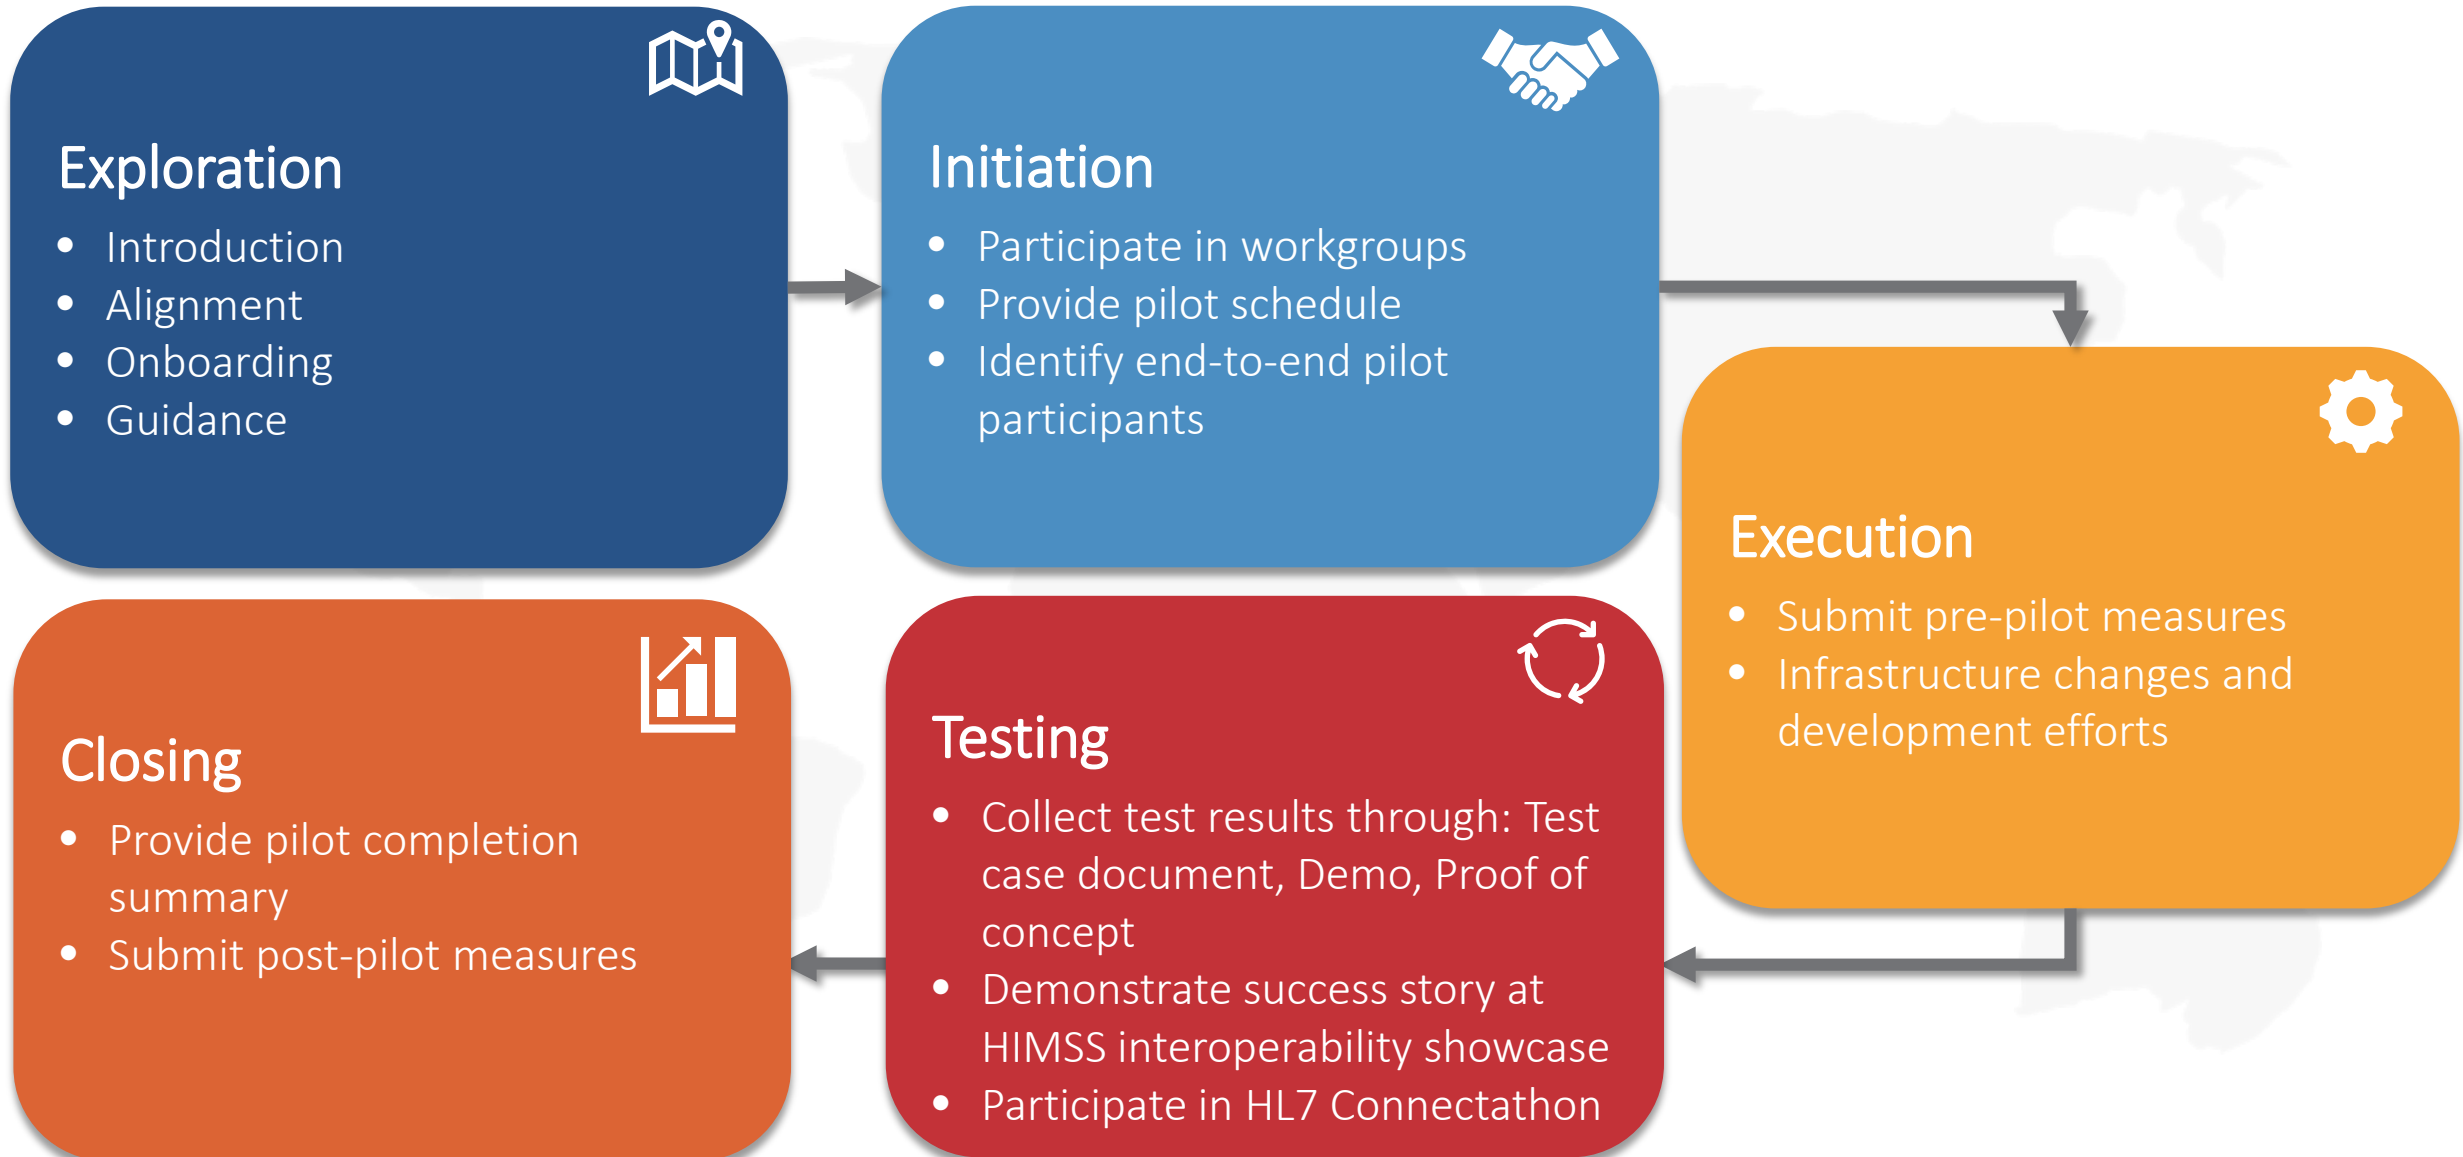 Exploration
• Introduction
• Alignment
• Onboarding
• Guidance
Initiation
• Participate in workgroups
• Provide pilot schedule
• Identify end-to-end pilot
participants
Execution
• Submit pre-pilot measures
• Infrastructure changes and
development efforts
Testing
• Collect test results through: Test
case document, Demo, Proof of
concept
• Demonstrate success story at
HIMSS interoperability showcase
• Participate in HL7 Connectathon
Closing
• Provide pilot completion
summary
• Submit post-pilot measures